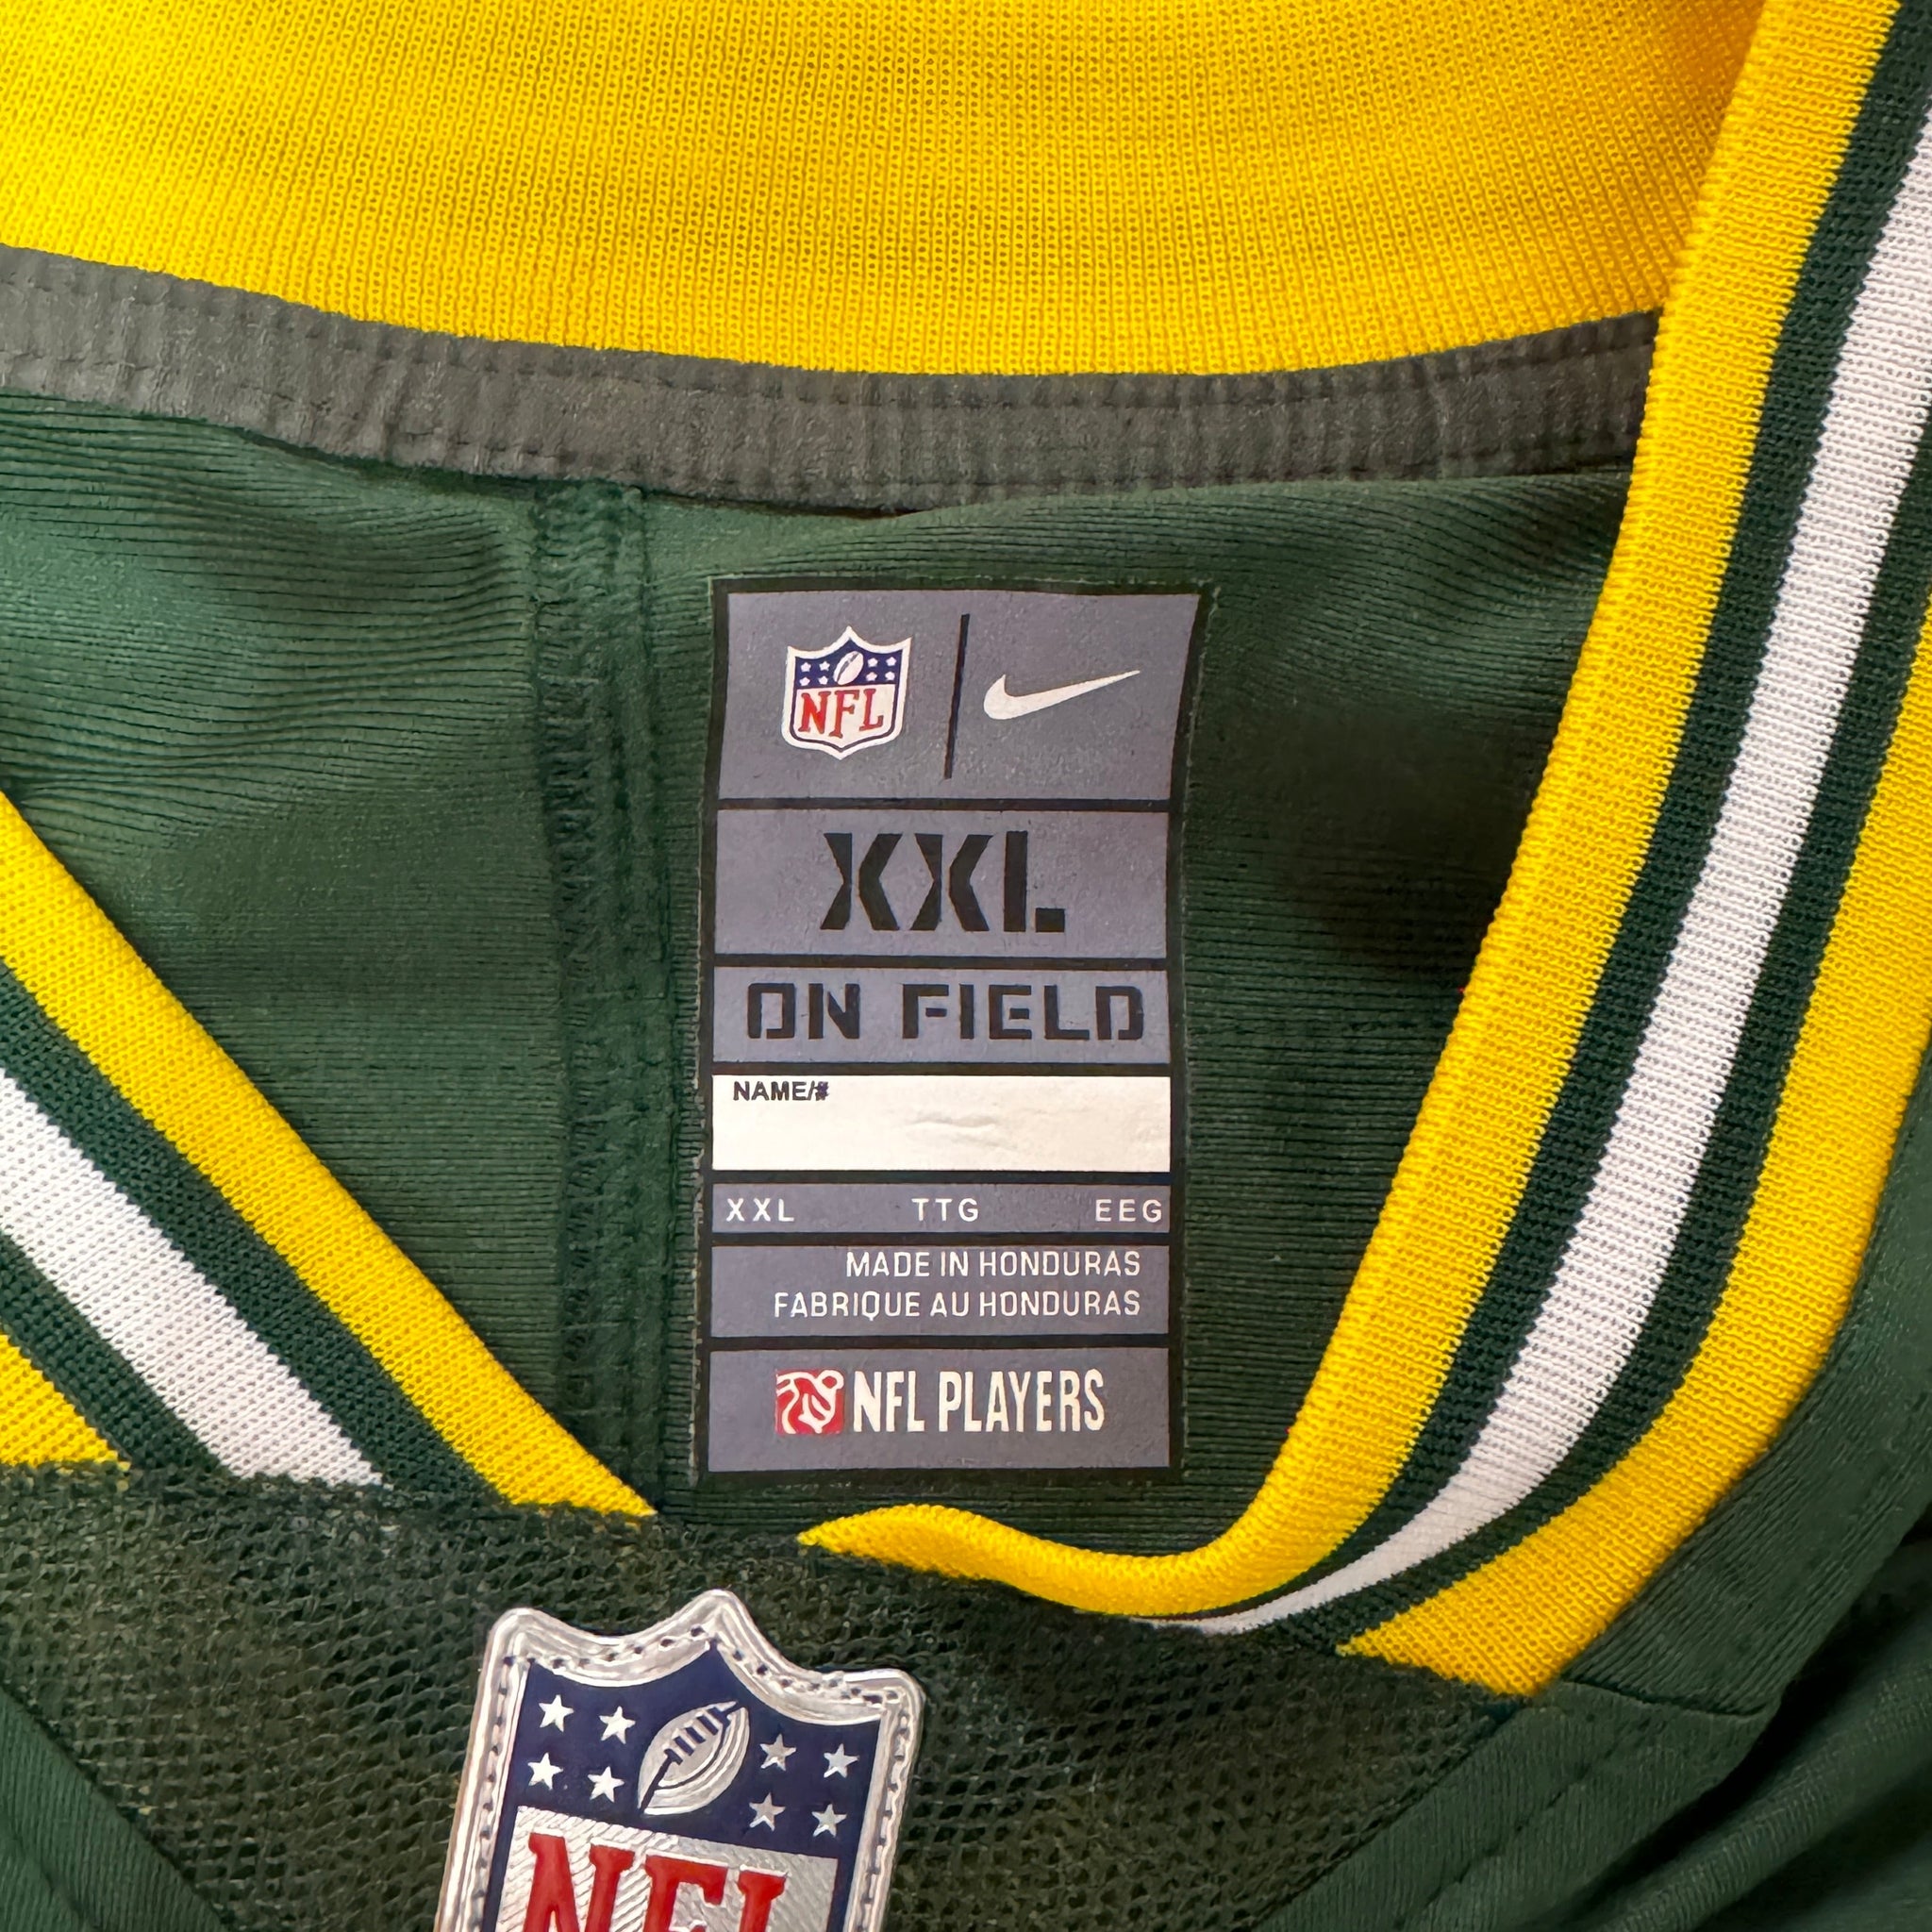 NFL
XXL
ON FIELD
NAME/#
XXL TTG EEG
MADE IN HONDURAS
FABRIQUE AU HONDURAS
NFL PLAYERS
NFL